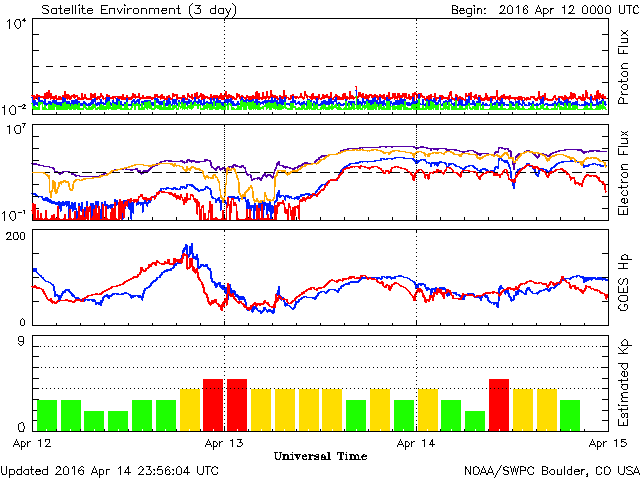 Satellite Environment (3 day)
Begin: 2016 Apr 12 0000 UTC
10⁴
10⁻²
Proton Flux
10⁷
10⁻¹
Electron Flux
200
0
GOES Hp
9
0
Estimated Kp
Apr 12
Apr 13
Apr 14
Apr 15
Universal Time
Updated 2016 Apr 14 23:56:04 UTC
NOAA/SWPC Boulder, CO USA